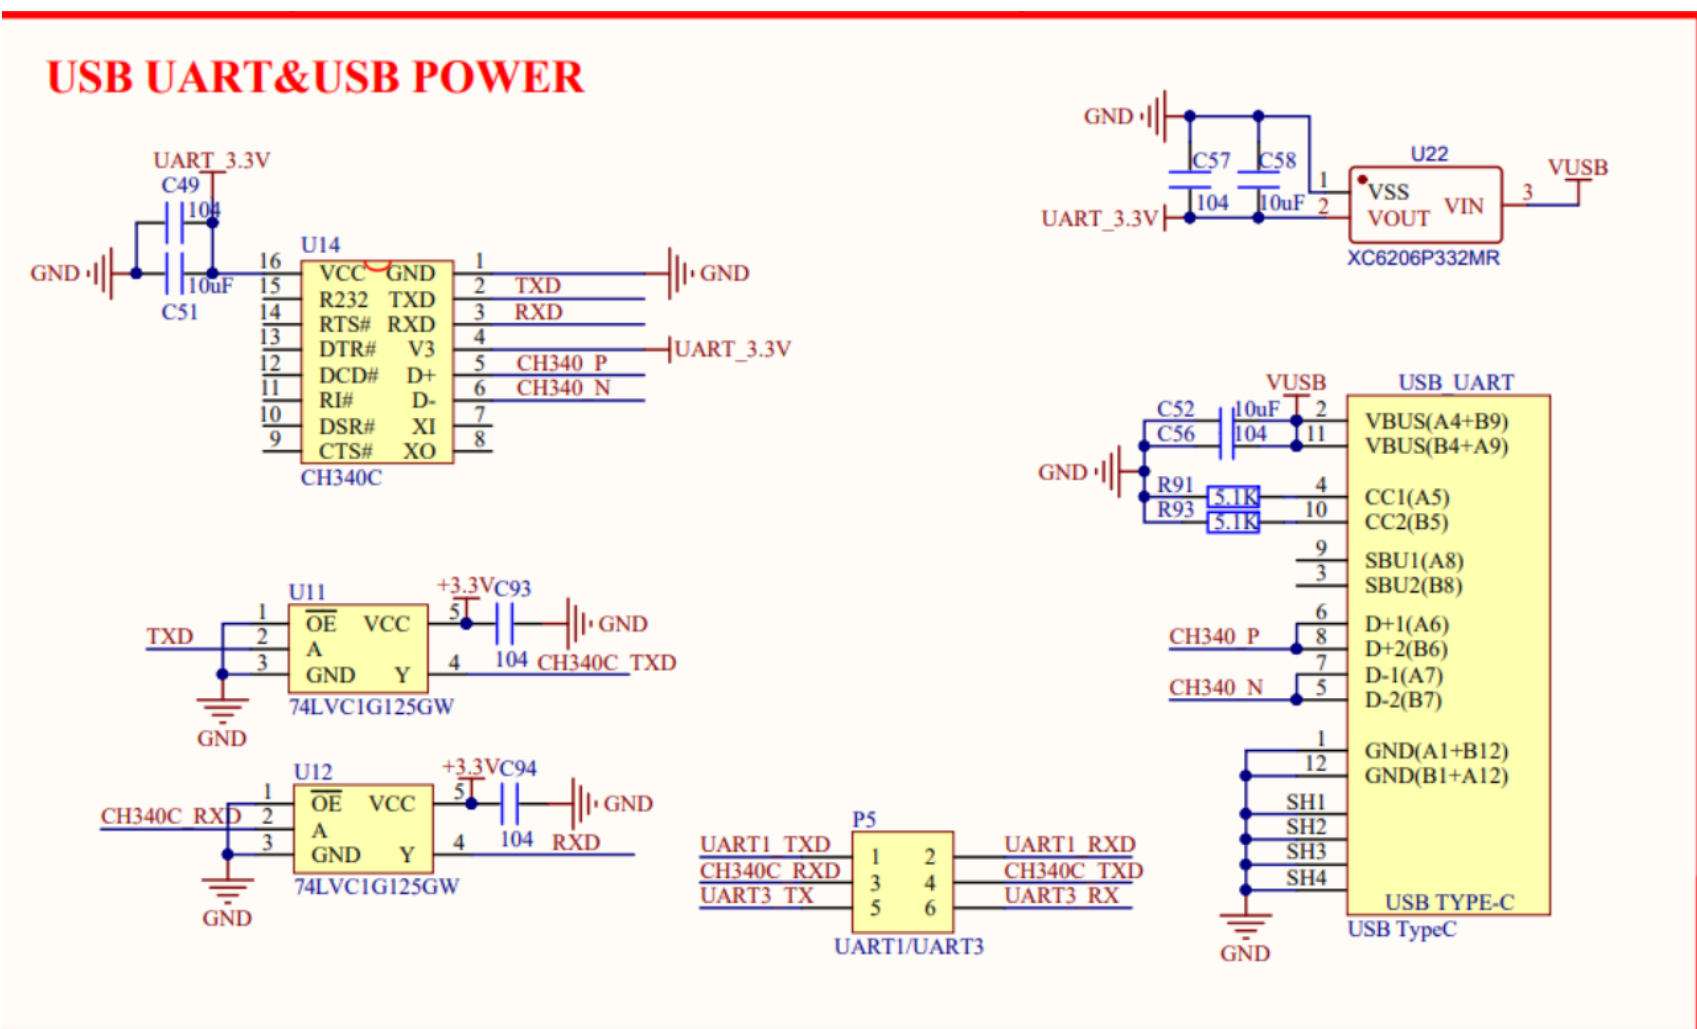 USB UART&USB POWER
UART_3.3V
C49
104
GND
10uF
C51
U14
16 VCC GND 1 GND
15 R232 TXD 2 TXD
14 RTS# RXD 3 RXD
13 DTR# V3 4 UART_3.3V
12 DCD# D+ 5 CH340_P
11 RI# D- 6 CH340_N
10 DSR# XI 7
9 CTS# XO 8
CH340C
GND
C57 C58
104 10uF
UART_3.3V
U22
1 VSS
2 VOUT VIN 3
VUSB
XC6206P332MR
VUSB
USB_UART
C52 10uF 2 VBUS(A4+B9)
C56 104 11 VBUS(B4+A9)
GND
R91 5.1K 4 CC1(A5)
R93 5.1K 10 CC2(B5)
9 SBU1(A8)
3 SBU2(B8)
6 D+1(A6)
CH340_P 8 D+2(B6)
7 D-1(A7)
CH340_N 5 D-2(B7)
1 GND(A1+B12)
12 GND(B1+A12)
SH1
SH2
SH3
SH4
USB TYPE-C
USB TypeC
GND
U11
+3.3V C93
1 OE VCC 5 GND
TXD 2 A
104 CH340C_TXD
3 GND Y 4
74LVC1G125GW
GND
U12
+3.3V C94
1 OE VCC 5 GND
CH340C_RXD 2 A
104 RXD
3 GND Y 4
74LVC1G125GW
GND
P5
UART1_TXD 1 2 UART1_RXD
CH340C_RXD 3 4 CH340C_TXD
UART3_TX 5 6 UART3_RX
UART1/UART3